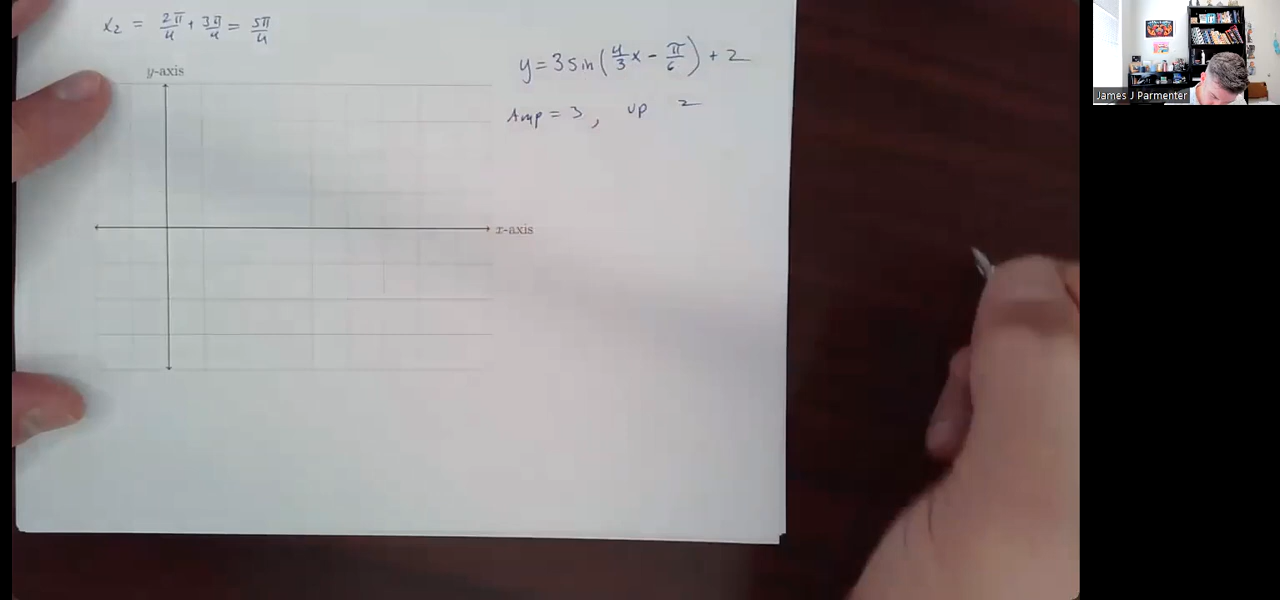 x₂ = 2π/4 + 3π/4 = 5π/4
y = 3 sin(4/3 x - π/6) + 2
Amp = 3, up 2
y-axis
x-axis
James J Parmenter